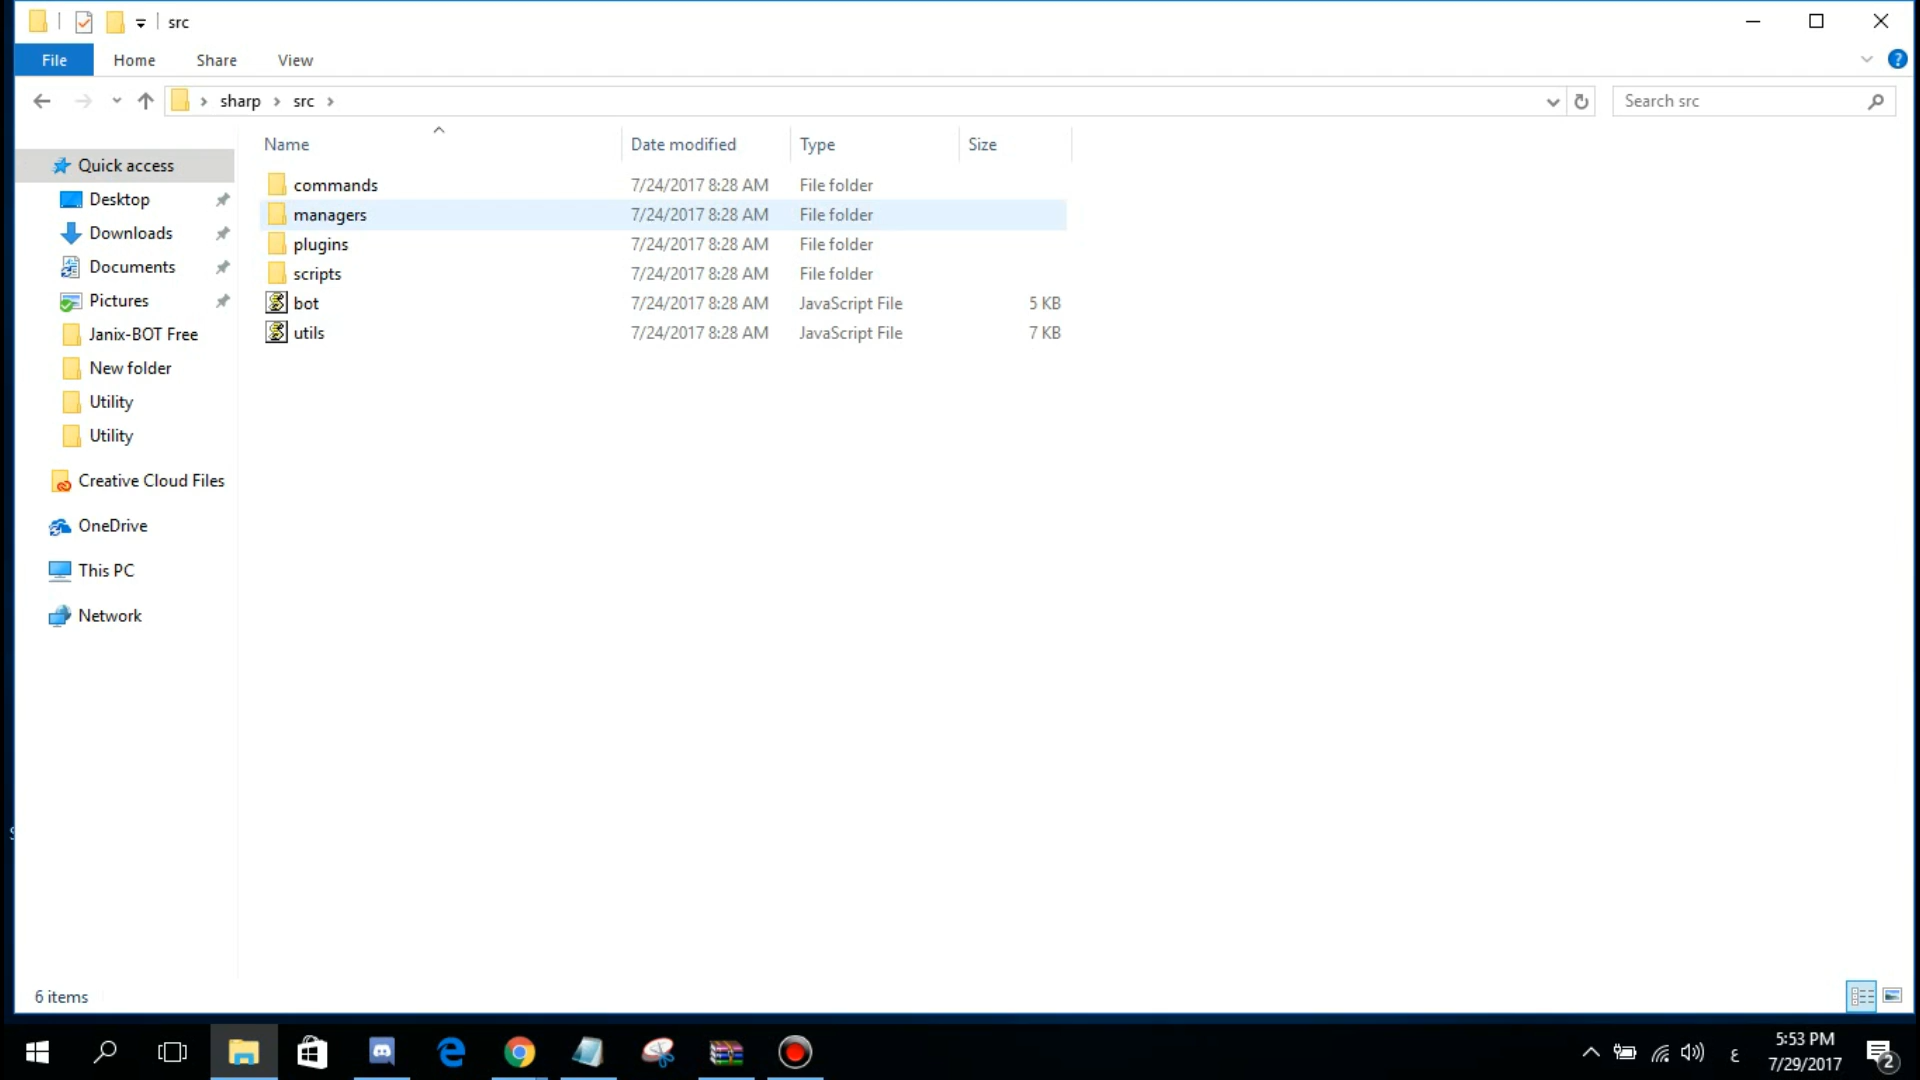 src
File Home Share View
sharp src
Search src
Name Date modified Type Size
Quick access
Desktop
Downloads
Documents
Pictures
Janix-BOT Free
New folder
Utility
Utility
Creative Cloud Files
OneDrive
This PC
Network
commands 7/24/2017 8:28 AM File folder
managers 7/24/2017 8:28 AM File folder
plugins 7/24/2017 8:28 AM File folder
scripts 7/24/2017 8:28 AM File folder
bot 7/24/2017 8:28 AM JavaScript File 5 KB
utils 7/24/2017 8:28 AM JavaScript File 7 KB
6 items
ع
5:53 PM
7/29/2017
2